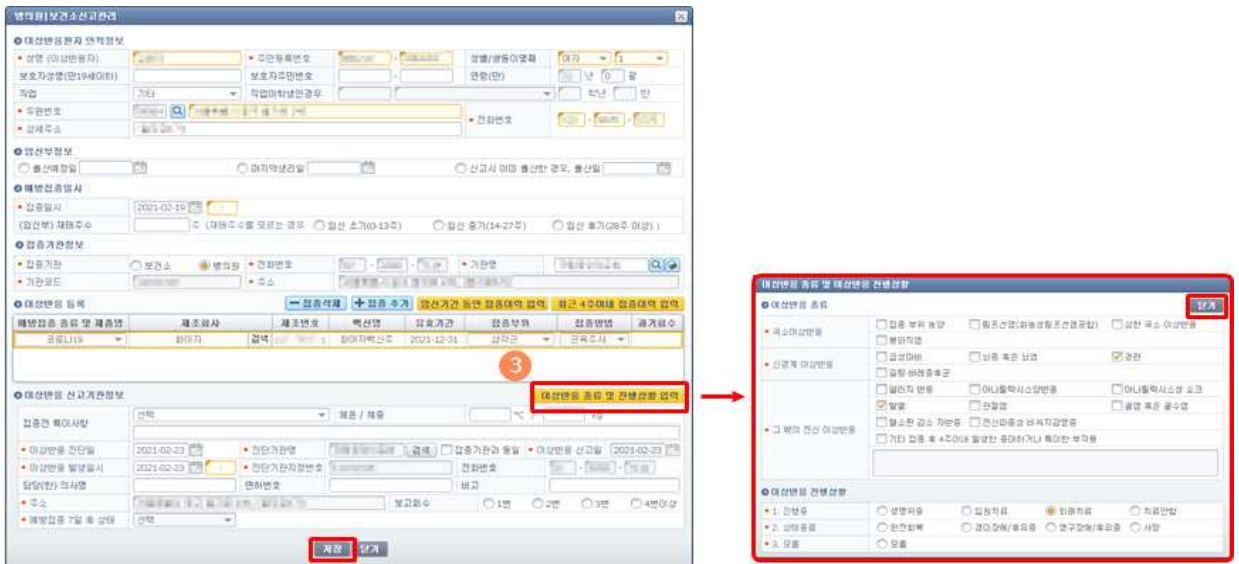 병의원|보건소신고관리
이상반응환자 인적정보
성명 (이상반응자)
주민등록번호
성별/쌍둥이몇째
여자
1
보호자성명(만19세이하)
보호자주민번호
연령(만)
년
0
월
직업
기타
직업이학생인경우
학년
반
우편번호
전화번호
상세주소
임산부정보
출산예정일
마지막생리일
신고시 이미 출산한 경우, 출산일
예방접종일시
접종일시
2021-02-19
(임산부) 재태주수
주 (재태주수를 모르는 경우
임신 초기(0-13주)
임신 중기(14-27주)
임신 후기(28주 이상) )
접종기관정보
접종기관
보건소
병의원
전화번호
기관명
기관코드
주소
이상반응 등록
접종삭제
접종 추가
임신기간 동안 접종이력 입력
최근 4주이내 접종이력 입력
예방접종 종류 및 제품명
제조회사
제조번호
백신명
유효기간
접종부위
접종방법
과거회수
코로나19
화이자
검색
화이자백신주
2021-12-31
삼각근
근육주사
3
이상반응 신고기관정보
이상반응 종류 및 진행상황 입력
접종전 특이사항
선택
체온 / 체중
℃
Kg
이상반응 진단일
2021-02-23
진단기관명
검색
접종기관과 동일
이상반응 신고일
2021-02-23
이상반응 발생일시
2021-02-23
진단기관지정번호
전화번호
담당(한) 의사명
면허번호
비고
주소
보고회수
1번
2번
3번
4번이상
예방접종 7일 후 상태
선택
저장
닫기
이상반응 종류 및 이상반응 진행상황
이상반응 종류
닫기
국소이상반응
접종 부위 농양
림프선염(화농성림프선염포함)
심한 국소 이상반응
봉와직염
신경계 이상반응
급성마비
뇌증 혹은 뇌염
경련
길랑-바레증후군
그 밖의 전신 이상반응
알러지 반응
아나필락시스양반응
아나필락시스성 쇼크
발열
관절염
골염 혹은 골수염
혈소판 감소 자반증
전신파종성 비씨지감염증
기타 접종 후 4주이내 발생한 중대하거나 특이한 부작용
이상반응 진행상황
1. 진행중
생명위중
입원치료
외래치료
치료안함
2. 상태종료
완전회복
경미장애/후유증
영구장애/후유증
사망
3. 모름
모름